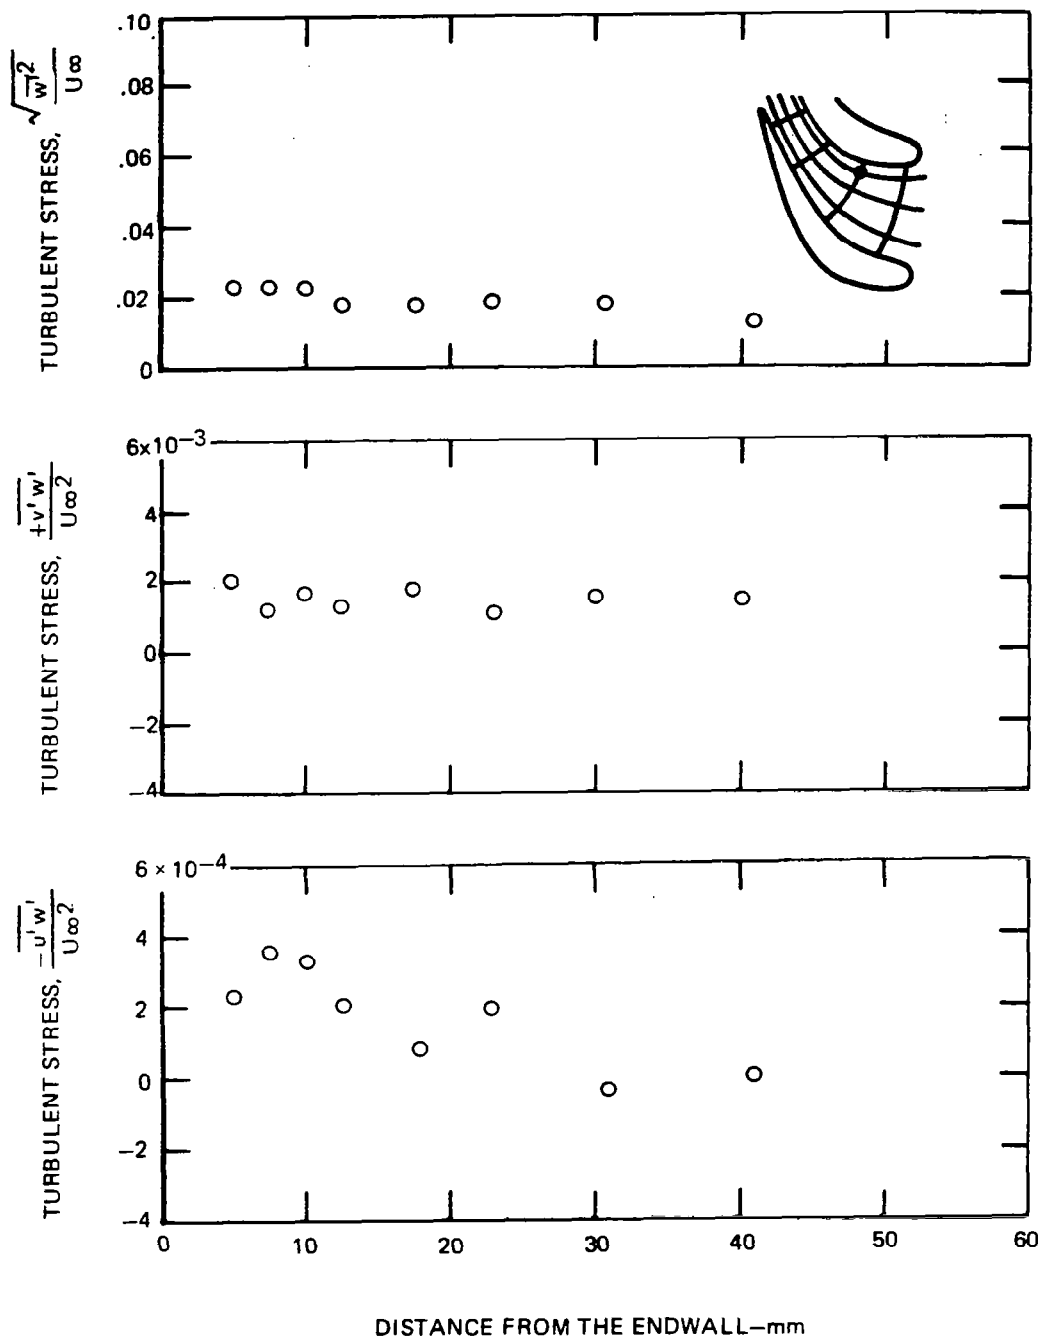 TURBULENT STRESS, √w'2 / U∞
.10
.08
.06
.04
.02
0
TURBULENT STRESS, +v' w' / U∞2
6x10−3
4
2
0
−2
−4
TURBULENT STRESS, −u' w' / U∞2
6 × 10−4
4
2
0
−2
−4
0 10 20 30 40 50 60
DISTANCE FROM THE ENDWALL—mm